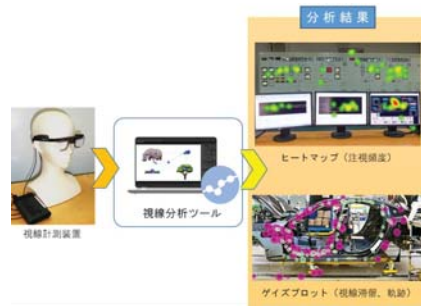 分析結果
ヒートマップ（注視頻度）
視線計測装置
視線分析ツール
ゲイズプロット（視線滞留、軌跡）